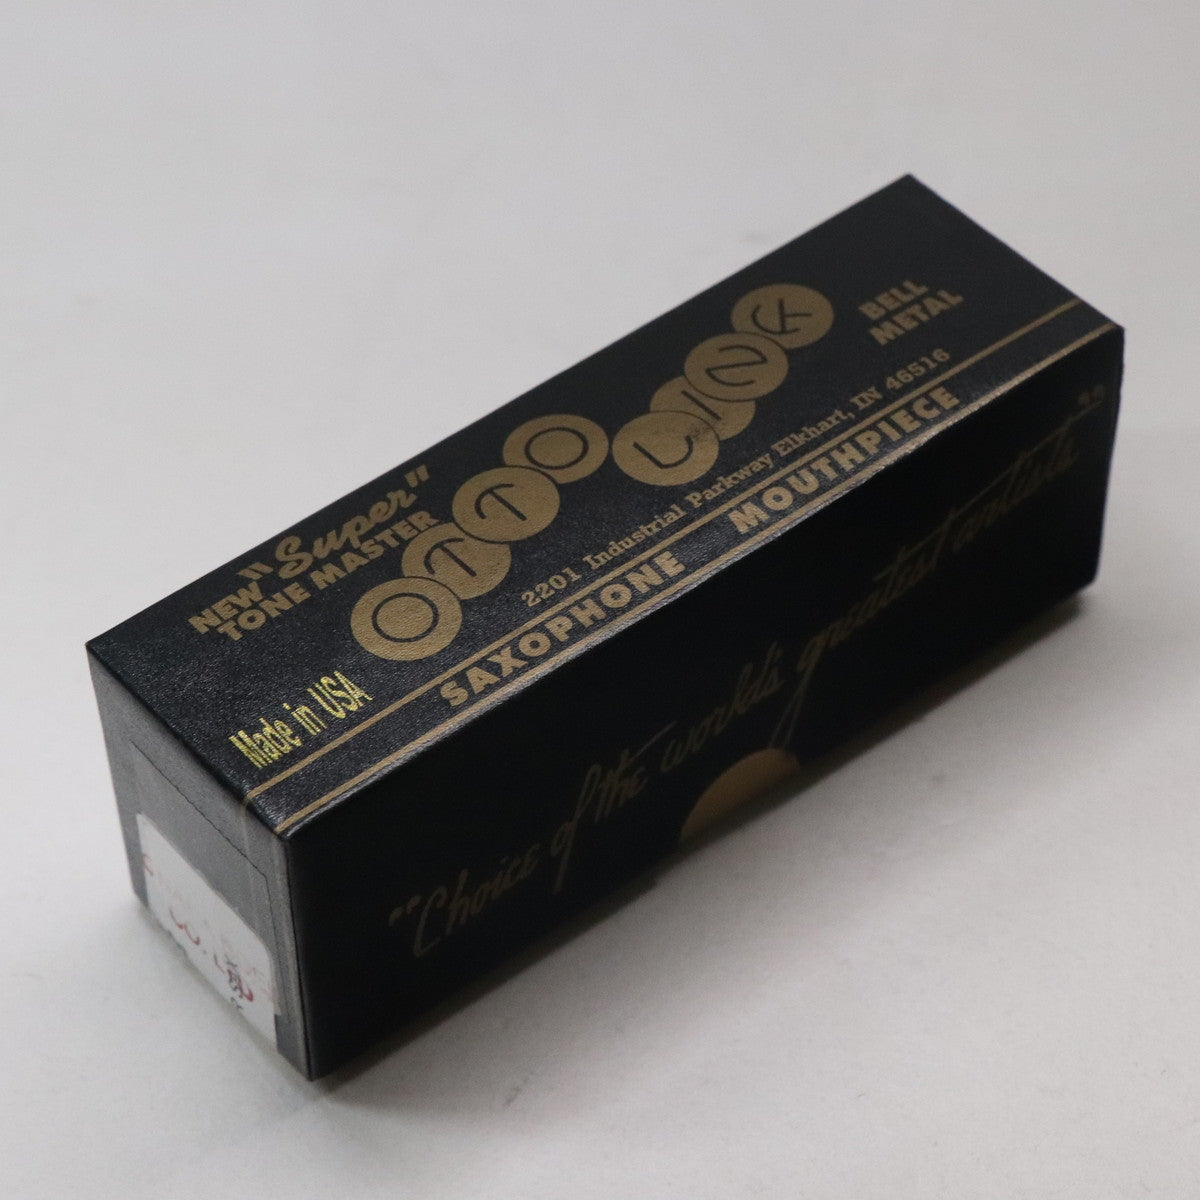 NEW "Super"
TONE MASTER
OTTO LINK
BELL
METAL
Made in USA
2201 Industrial Parkway Elkhart, IN 46516
SAXOPHONE MOUTHPIECE
"Choice of the world's greatest artists"